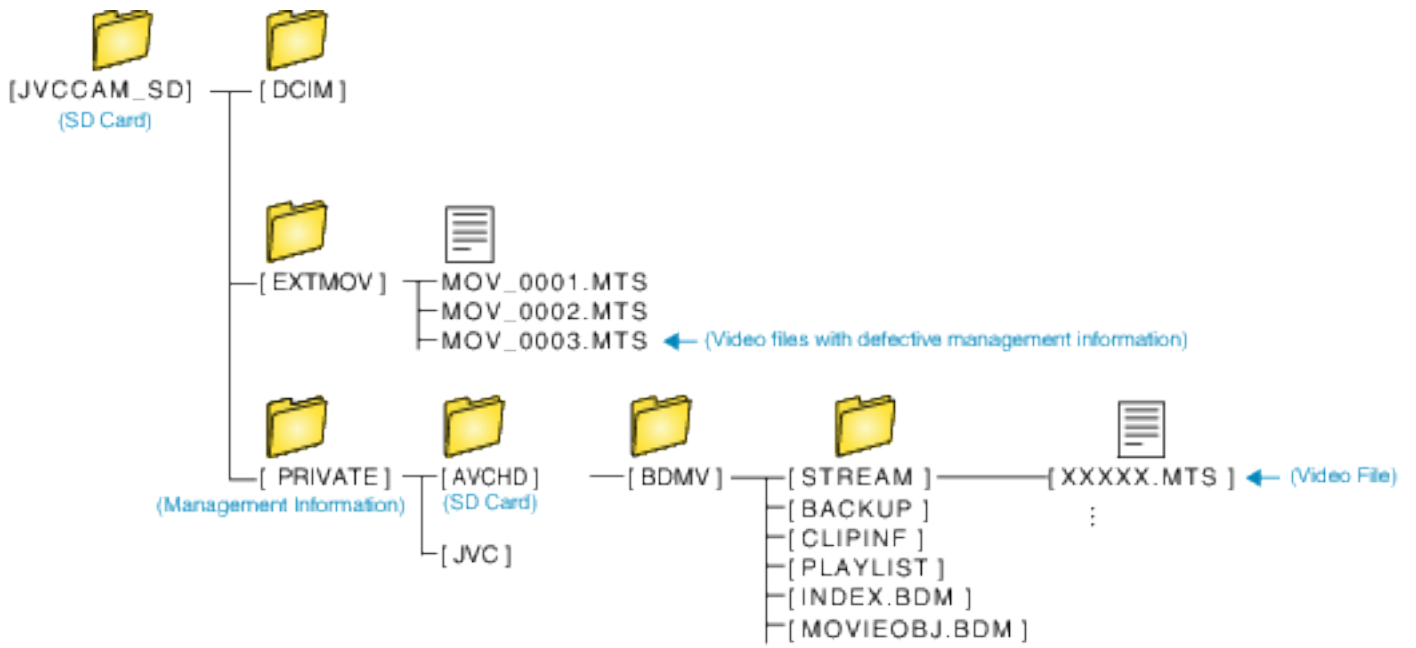 [JVCCAM_SD]
[DCIM]
(SD Card)
[EXTMOV]
MOV_0001.MTS
MOV_0002.MTS
MOV_0003.MTS
(Video files with defective management information)
[PRIVATE]
[AVCHD]
[BDMV]
[STREAM]
[XXXXX.MTS]
(Video File)
(Management Information)
(SD Card)
[BACKUP]
⋮
[CLIPINF]
[JVC]
[PLAYLIST]
[INDEX.BDM]
[MOVIEOBJ.BDM]